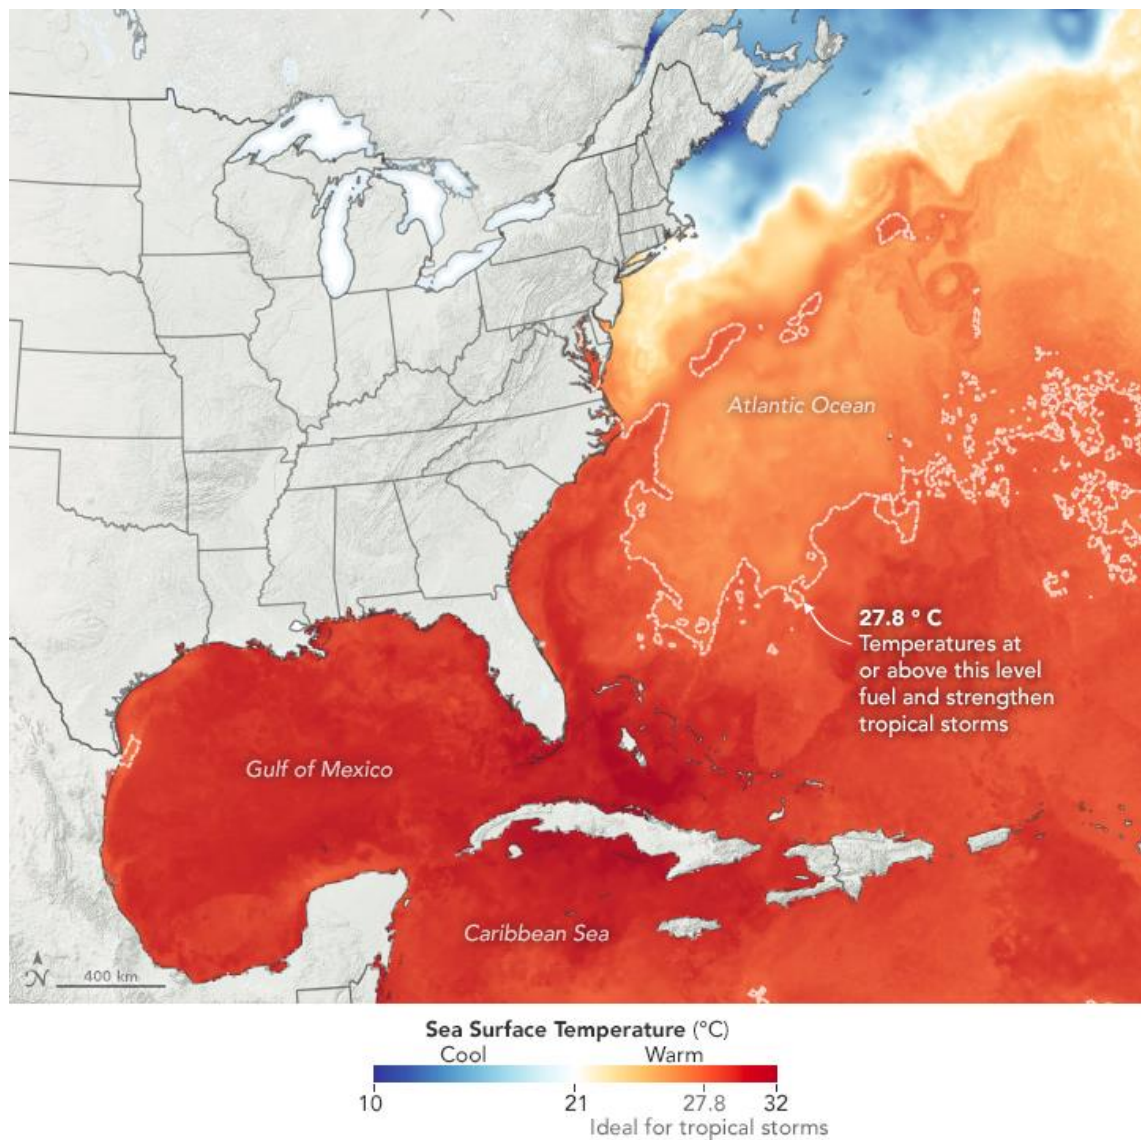 Atlantic Ocean
27.8 ° C
Temperatures at
or above this level
fuel and strengthen
tropical storms
Gulf of Mexico
Caribbean Sea
N
400 km
Sea Surface Temperature (°C)
Cool Warm
10 21 27.8 32
Ideal for tropical storms